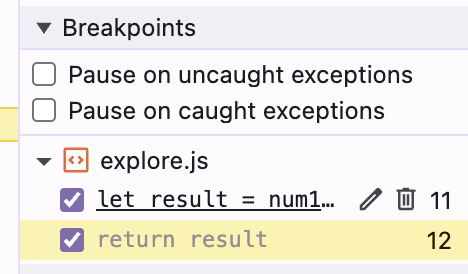 Breakpoints
Pause on uncaught exceptions
Pause on caught exceptions
explore.js
let result = num1… 11
return result 12